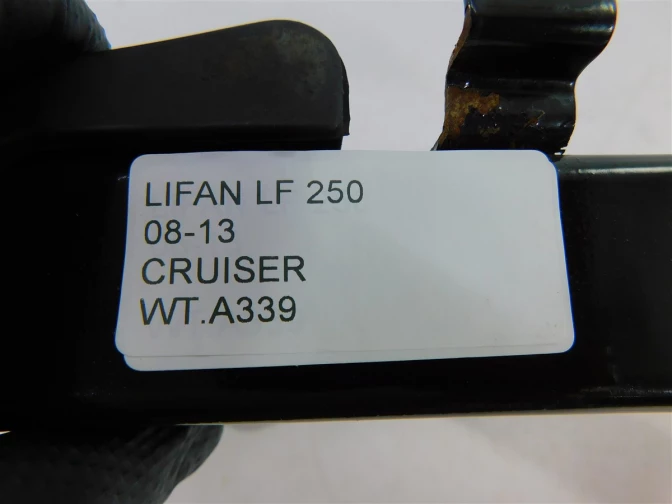 LIFAN LF 250
08-13
CRUISER
WT.A339